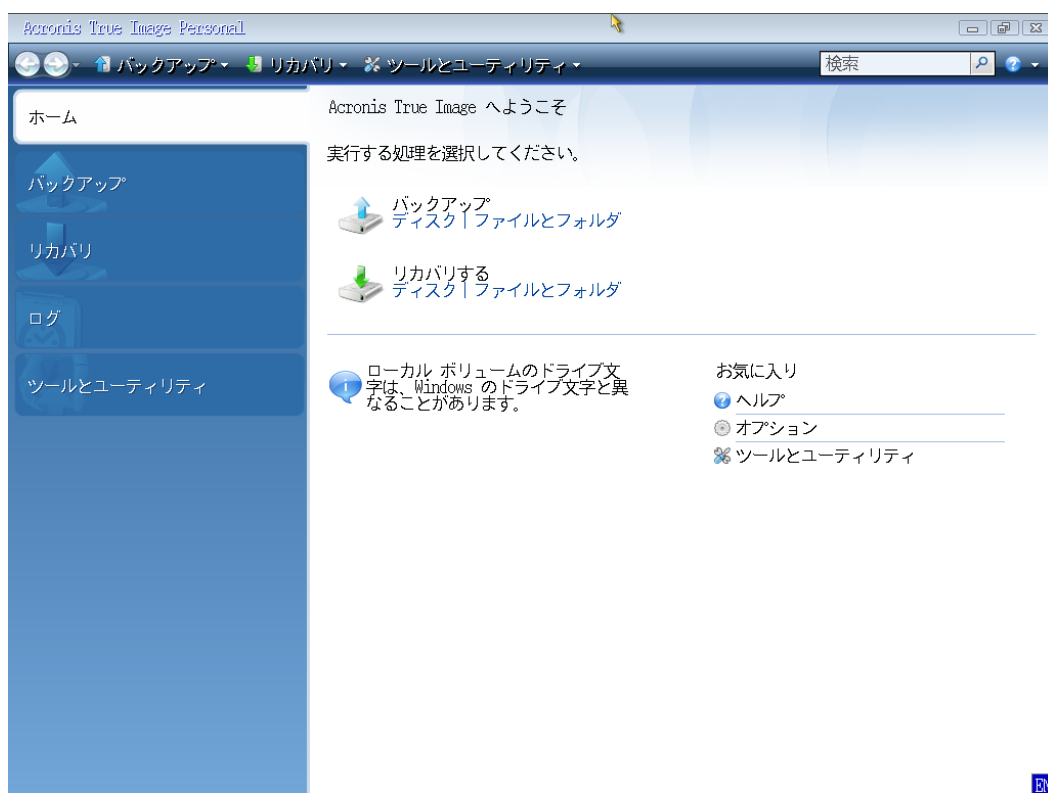 Acronis True Image Personal
バックアップ リカバリ ツールとユーティリティ 検索
ホーム
バックアップ
リカバリ
ログ
ツールとユーティリティ
Acronis True Image へようこそ
実行する処理を選択してください。
バックアップ
ディスク | ファイルとフォルダ
リカバリする
ディスク | ファイルとフォルダ
ローカル ボリュームのドライブ文
字は、Windows のドライブ文字と異
なることがあります。
お気に入り
ヘルプ
オプション
ツールとユーティリティ